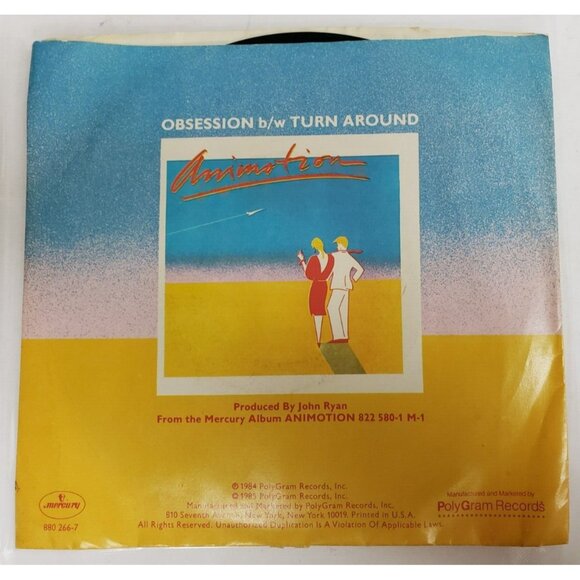 OBSESSION b/w TURN AROUND
Animotion
Produced By John Ryan
From the Mercury Album ANIMOTION 822 580-1 M-1
℗ 1984 PolyGram Records, Inc.
© 1985 PolyGram Records, Inc.
Manufactured and Marketed by PolyGram Records, Inc.
810 Seventh Avenue, New York, New York 10019. Printed in U.S.A.
All Rights Reserved. Unauthorized Duplication Is A Violation Of Applicable Laws.
mercury
880 266-7
Manufactured and Marketed by
PolyGram Records